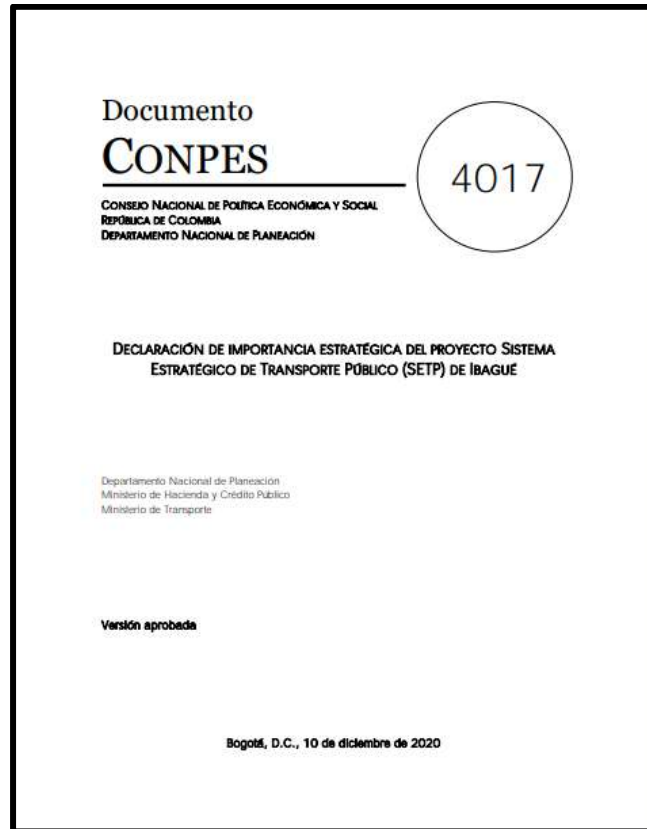 Documento
CONPES
4017
CONSEJO NACIONAL DE POLÍTICA ECONÓMICA Y SOCIAL
REPÚBLICA DE COLOMBIA
DEPARTAMENTO NACIONAL DE PLANEACIÓN
DECLARACIÓN DE IMPORTANCIA ESTRATÉGICA DEL PROYECTO SISTEMA
ESTRATÉGICO DE TRANSPORTE PÚBLICO (SETP) DE IBAGUÉ
Departamento Nacional de Planeación
Ministerio de Hacienda y Crédito Público
Ministerio de Transporte
Versión aprobada
Bogotá, D.C., 10 de diciembre de 2020